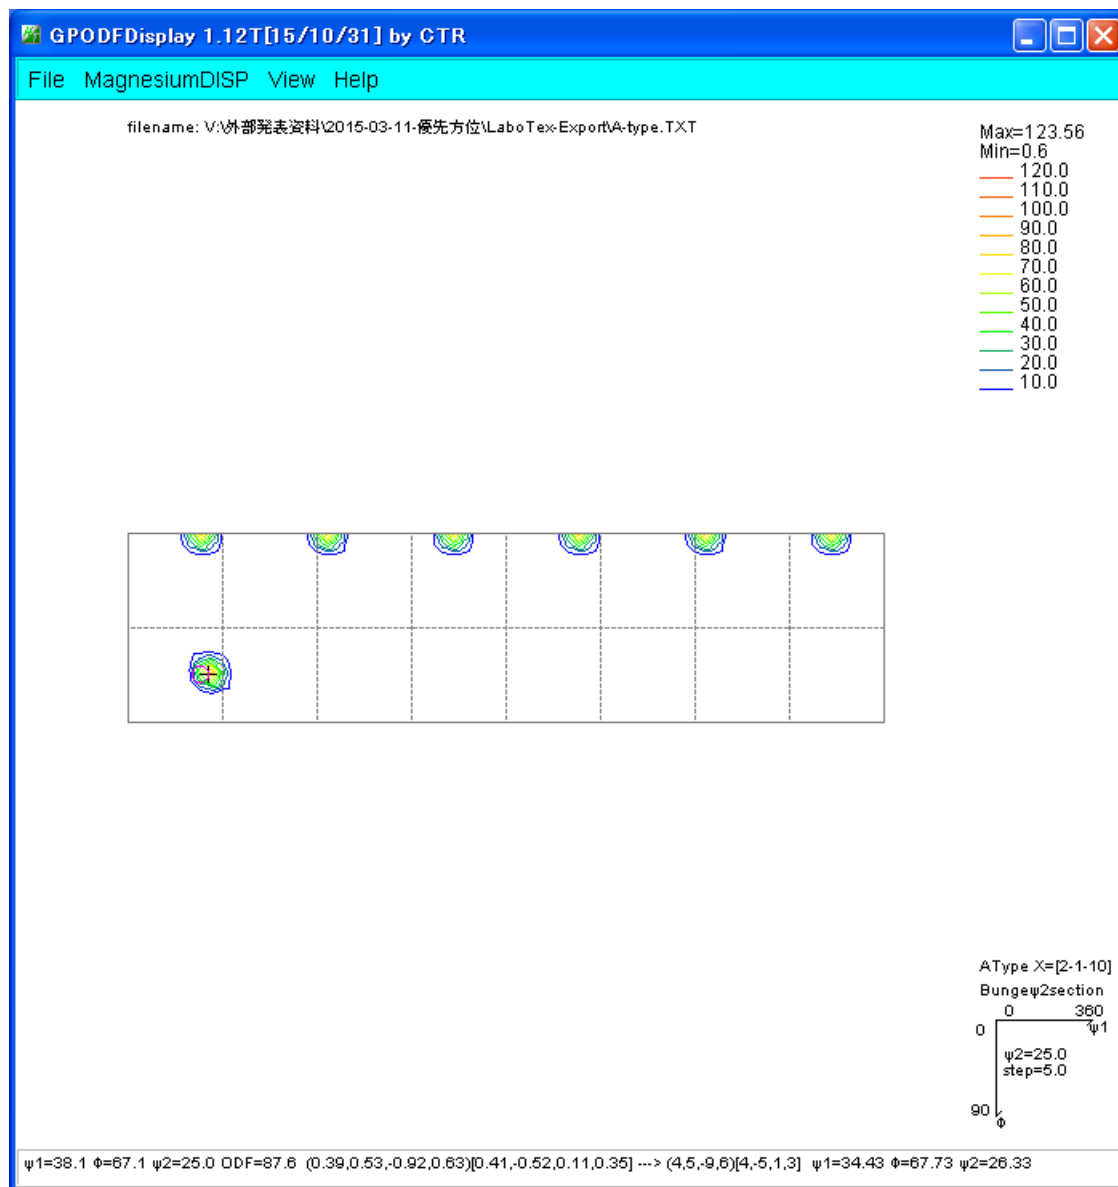 GPODFDisplay 1.12T[15/10/31] by CTR
File MagnesiumDISP View Help
filename: V:\外部発表資料\2015-03-11-優先方位\LaboTex-Export\A-type.TXT
Max=123.56
Min=0.6
120.0
110.0
100.0
90.0
80.0
70.0
60.0
50.0
40.0
30.0
20.0
10.0
AType X=[2-1-10]
Bungeψ2section
0 360
0 ψ1
ψ2=25.0
step=5.0
90
Φ
ψ1=38.1 Φ=67.1 ψ2=25.0 ODF=87.6 (0.39,0.53,-0.92,0.63)[0.41,-0.52,0.11,0.35] ---> (4,5,-9,6)[4,-5,1,3] ψ1=34.43 Φ=67.73 ψ2=26.33